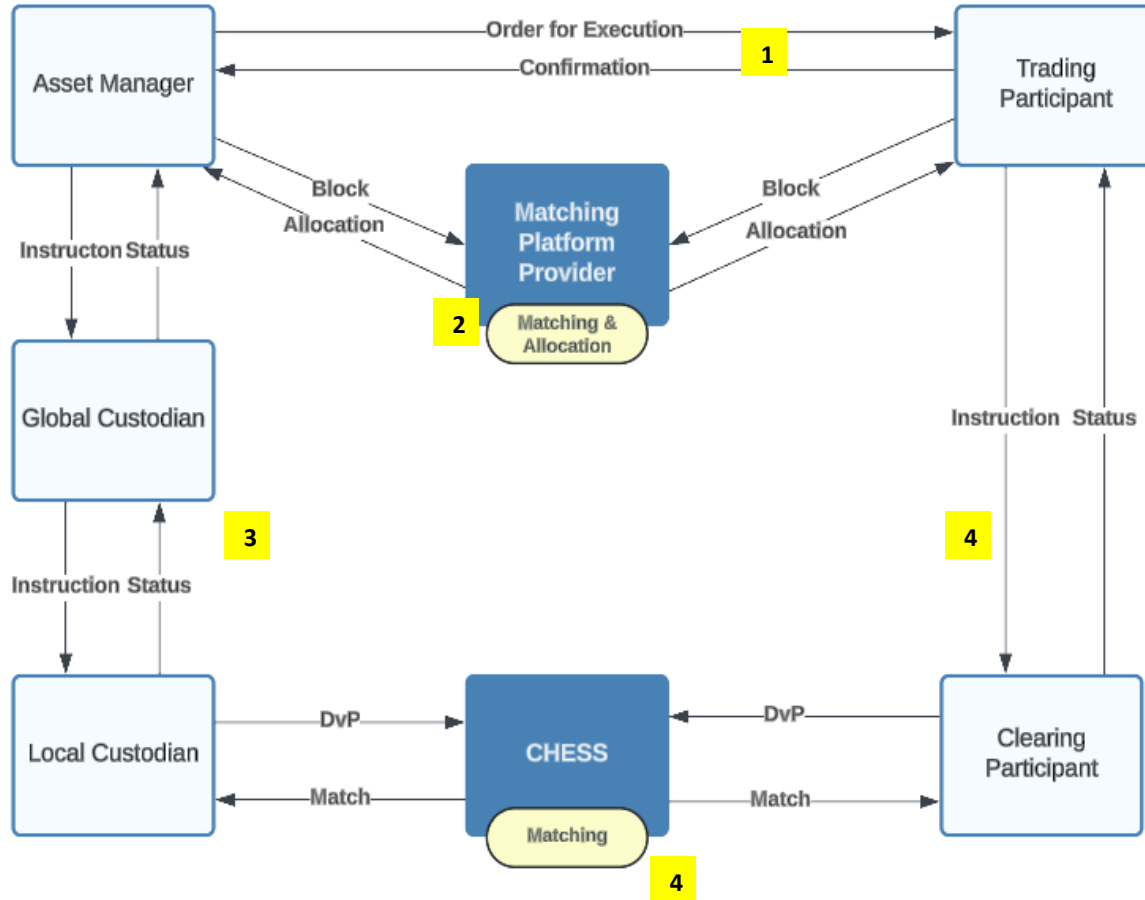 Order for Execution
1
Confirmation
Asset Manager
Trading
Participant
Block
Allocation
Matching
Platform
Provider
Block
Allocation
Instructon
Status
2
Matching &
Allocation
Global Custodian
Instruction
Status
3
4
Instruction
Status
Local Custodian
DvP
Match
CHESS
DvP
Match
Clearing
Participant
Matching
4